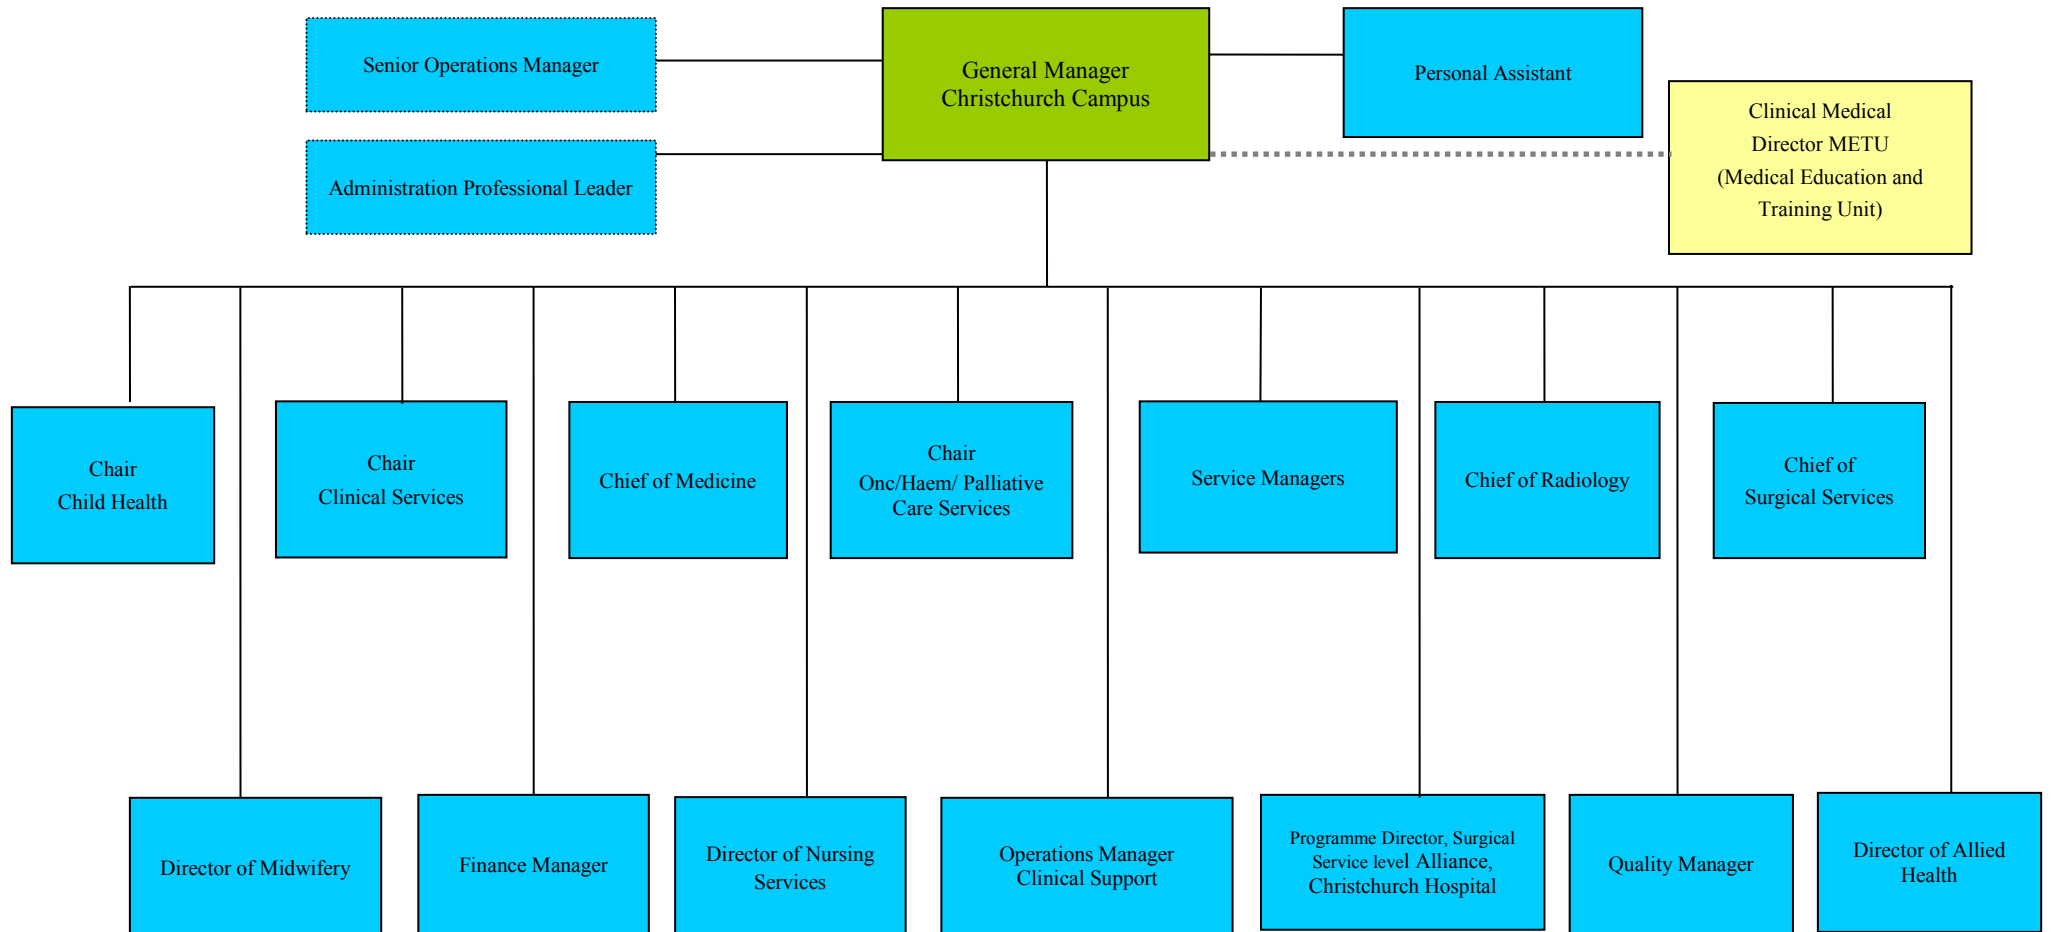 Senior Operations Manager
General Manager
Christchurch Campus
Personal Assistant
Clinical Medical
Director METU
(Medical Education and
Training Unit)
Administration Professional Leader
Chair
Child Health
Chair
Clinical Services
Chief of Medicine
Chair
Onc/Haem/ Palliative
Care Services
Service Managers
Chief of Radiology
Chief of
Surgical Services
Director of Midwifery
Finance Manager
Director of Nursing
Services
Operations Manager
Clinical Support
Programme Director, Surgical
Service level Alliance,
Christchurch Hospital
Quality Manager
Director of Allied
Health